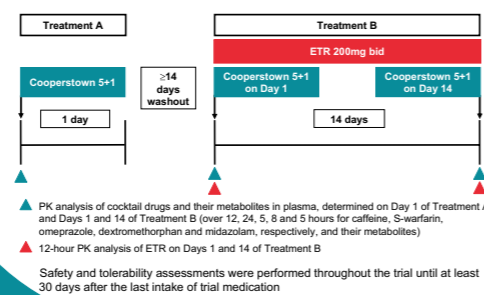 Treatment A
Treatment B
ETR 200mg bid
Cooperstown 5+1
≥14
days
washout
Cooperstown 5+1
on Day 1
Cooperstown 5+1
on Day 14
1 day
14 days
PK analysis of cocktail drugs and their metabolites in plasma, determined on Day 1 of Treatment A
and Days 1 and 14 of Treatment B (over 12, 24, 5, 8 and 5 hours for caffeine, S-warfarin,
omeprazole, dextromethorphan and midazolam, respectively, and their metabolites)
12-hour PK analysis of ETR on Days 1 and 14 of Treatment B
Safety and tolerability assessments were performed throughout the trial until at least
30 days after the last intake of trial medication